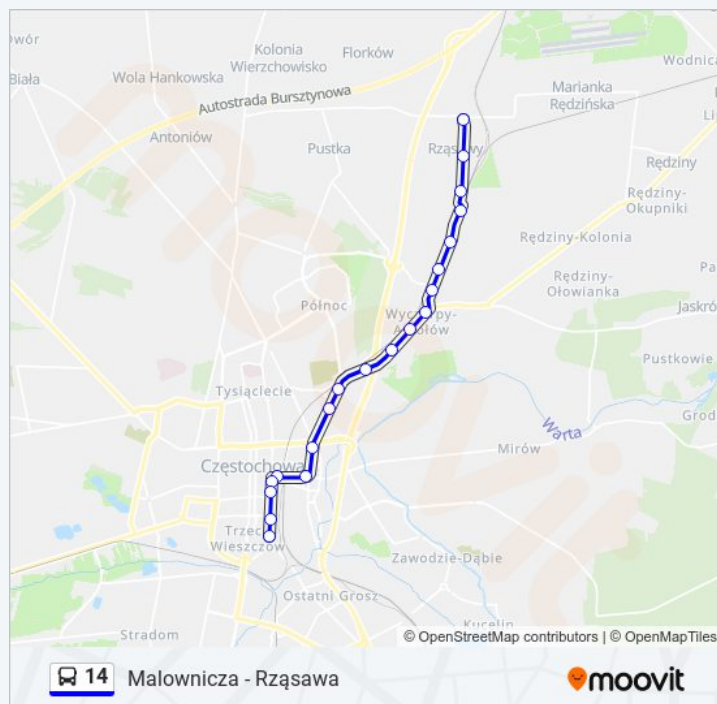 Dwór
Kolonia
Wierzchowisko
Florków
Wodnica
Biała
Wola Hankowska
Autostrada Bursztynowa
Marianka
Rędzińska
Antoniów
Pustka
Rząsawy
Rędziny
Rędziny-
Okupniki
Rędziny-Kolonia
Rędziny-
Ołowianka
Północ
Jaskró
Pustkowie
Tysiąclecie
Grod
Warta
Mirów
Częstochowa
Wieszczów
Zawodzie-Dąbie
Ostatni Grosz
Stradom
Kucelin
© OpenStreetMap contributors | © OpenMapTiles
14 Malownicza - Rząsawa
moovit